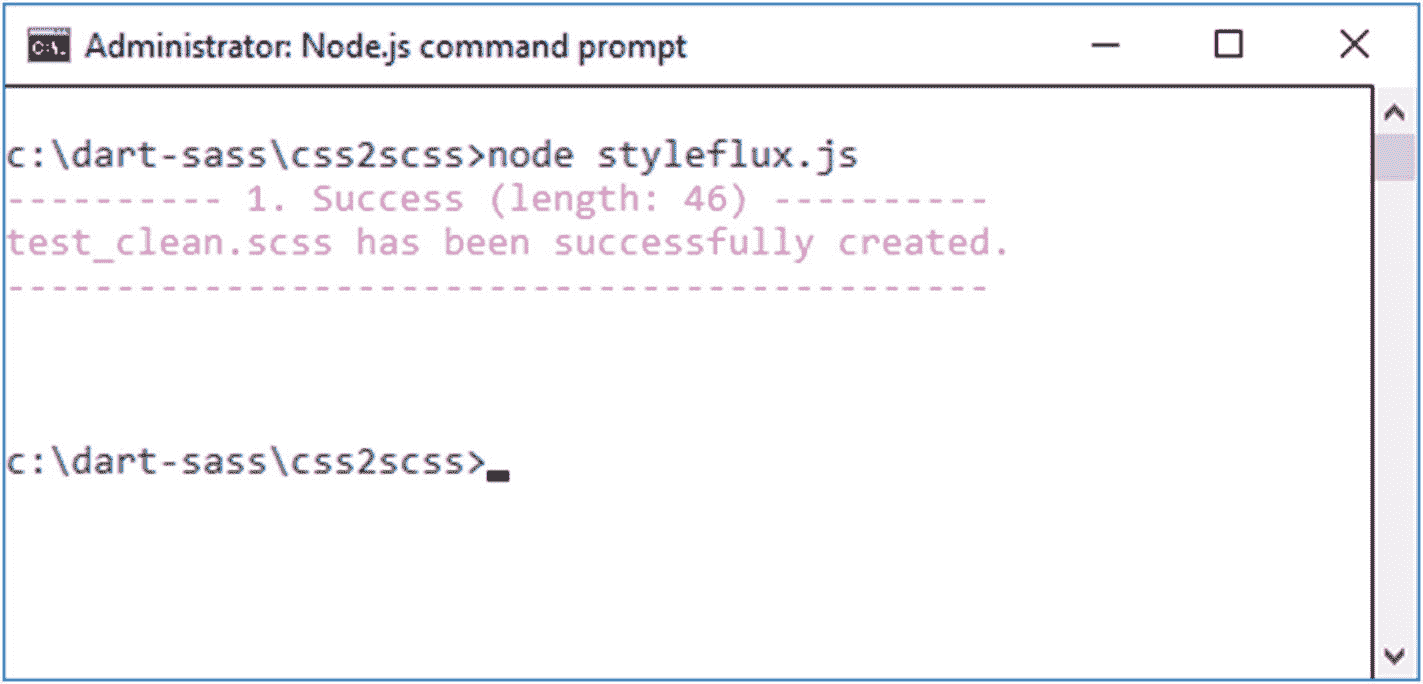 C:\.
Administrator: Node.js command prompt
c:\dart-sass\css2scss>node styleflux.js
---------- 1. Success (length: 46) ----------
test_clean.scss has been successfully created.
---------------------------------------------
c:\dart-sass\css2scss>_